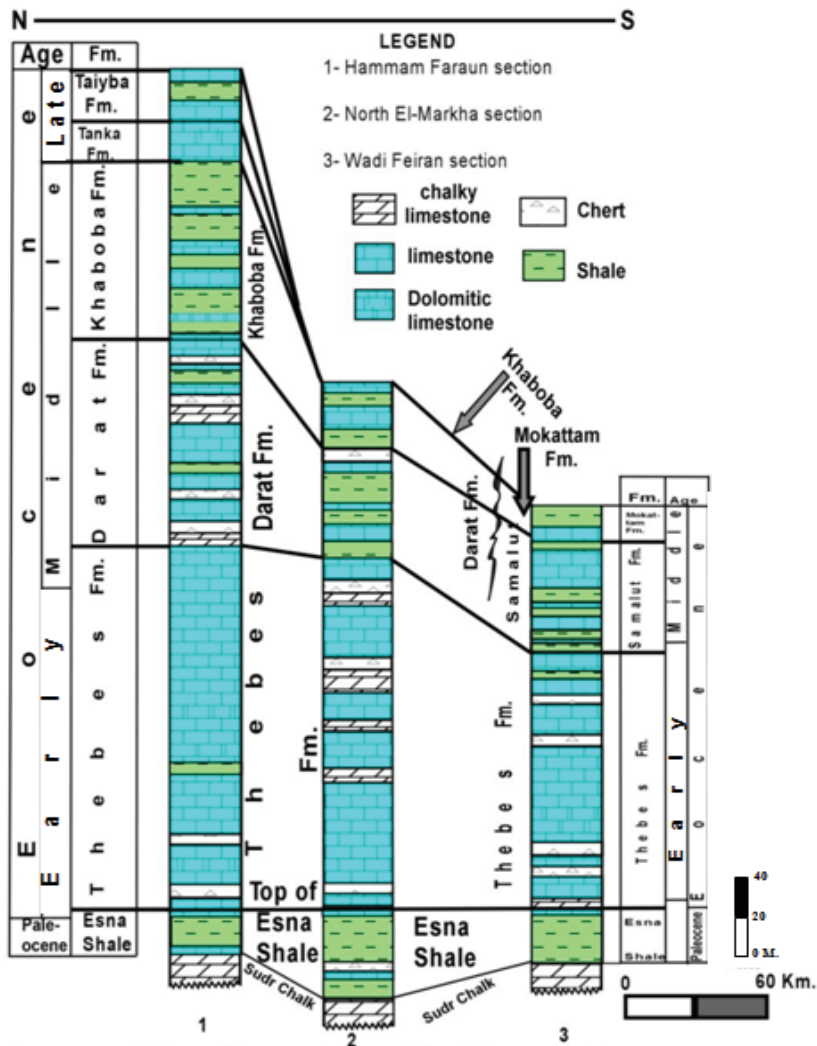 N
S
Age
Fm.
LEGEND
1- Hammam Faraun section
2- North El-Markha section
3- Wadi Feiran section
chalky
limestone
Chert
limestone
Shale
Dolomitic
limestone
Eocene
Late
Middle
Early
Taiyba
Fm.
Tanka
Fm.
Khaboba Fm.
Darat Fm.
Thebes Fm.
Pale-
ocene
Esna
Shale
Khaboba Fm.
Darat Fm.
Thebes
Fm.
Top of
Esna
Shale
Esna
Shale
Sudr Chalk
Sudr Chalk
Khaboba
Fm.
Mokattam
Fm.
Darat Fm.
Samalut
Thebes Fm.
Fm.
Age
Mokat-
tam
Fm.
Samalut Fm.
Thebes Fm.
Esna
Shale
Middle
Early
Eocene
Paleocene
40
20
0 M.
0
60 Km.
1
2
3